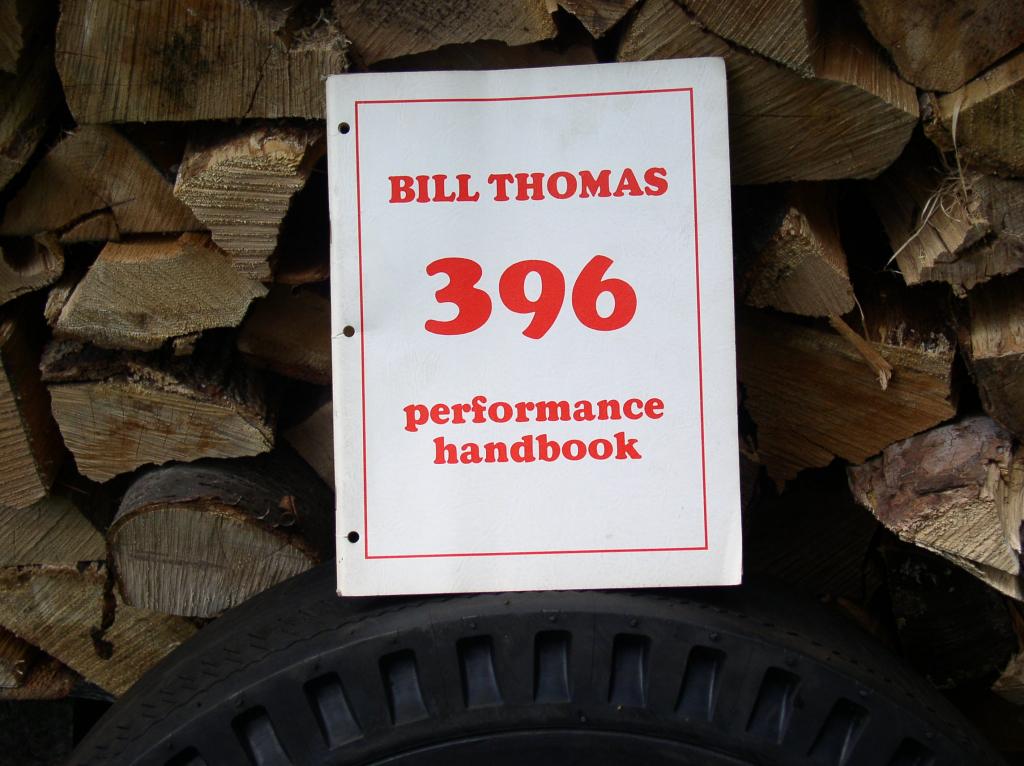 BILL THOMAS
396
performance
handbook